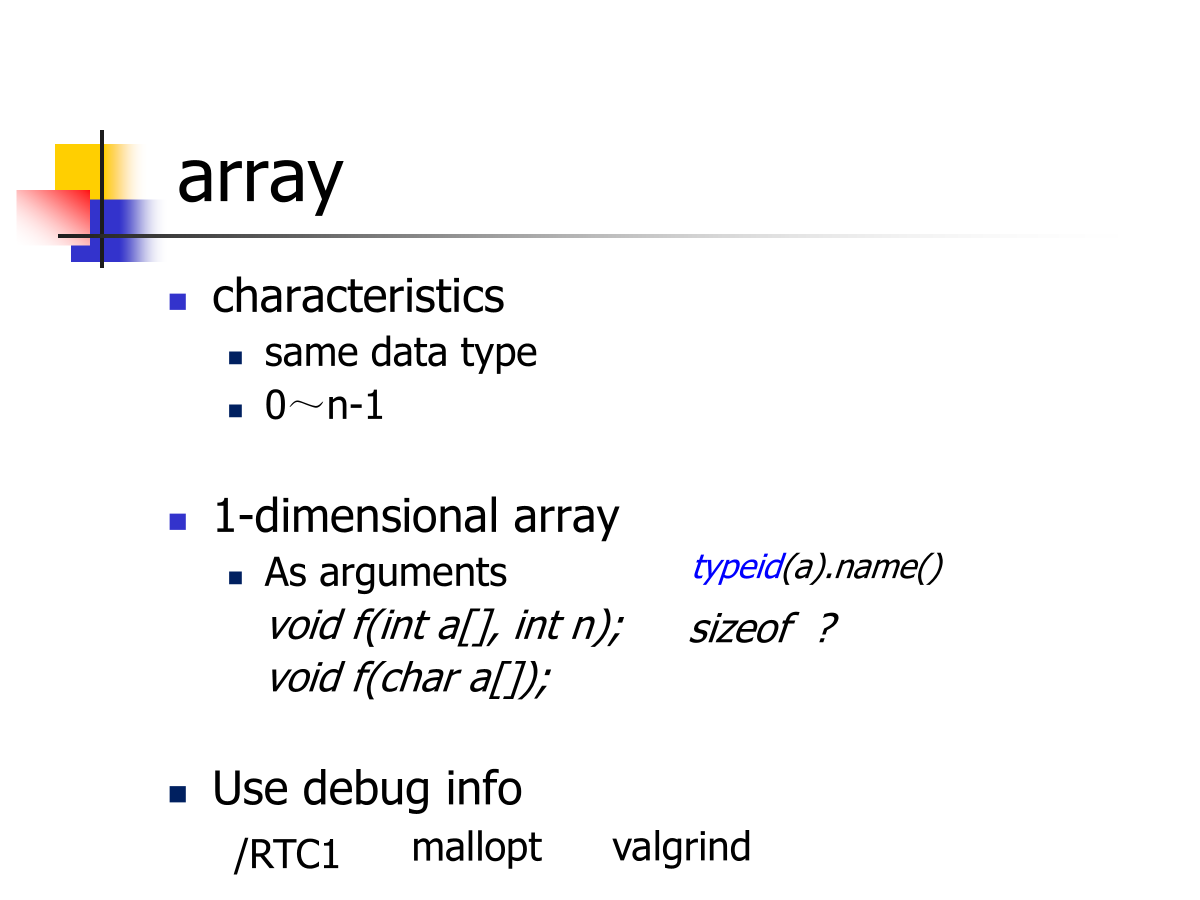 array
characteristics
same data type
0～n-1
1-dimensional array
As arguments
typeid(a).name()
void f(int a[], int n);
sizeof ?
void f(char a[]);
Use debug info
/RTC1 mallopt valgrind